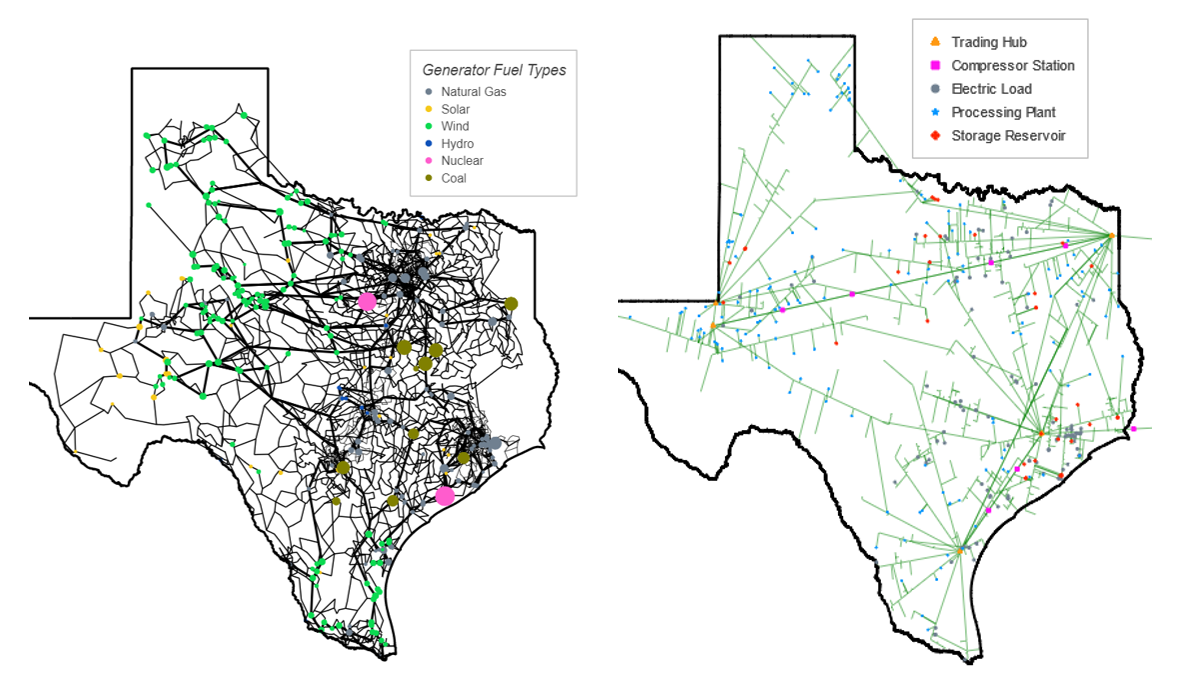 Generator Fuel Types
Natural Gas
Solar
Wind
Hydro
Nuclear
Coal
Trading Hub
Compressor Station
Electric Load
Processing Plant
Storage Reservoir